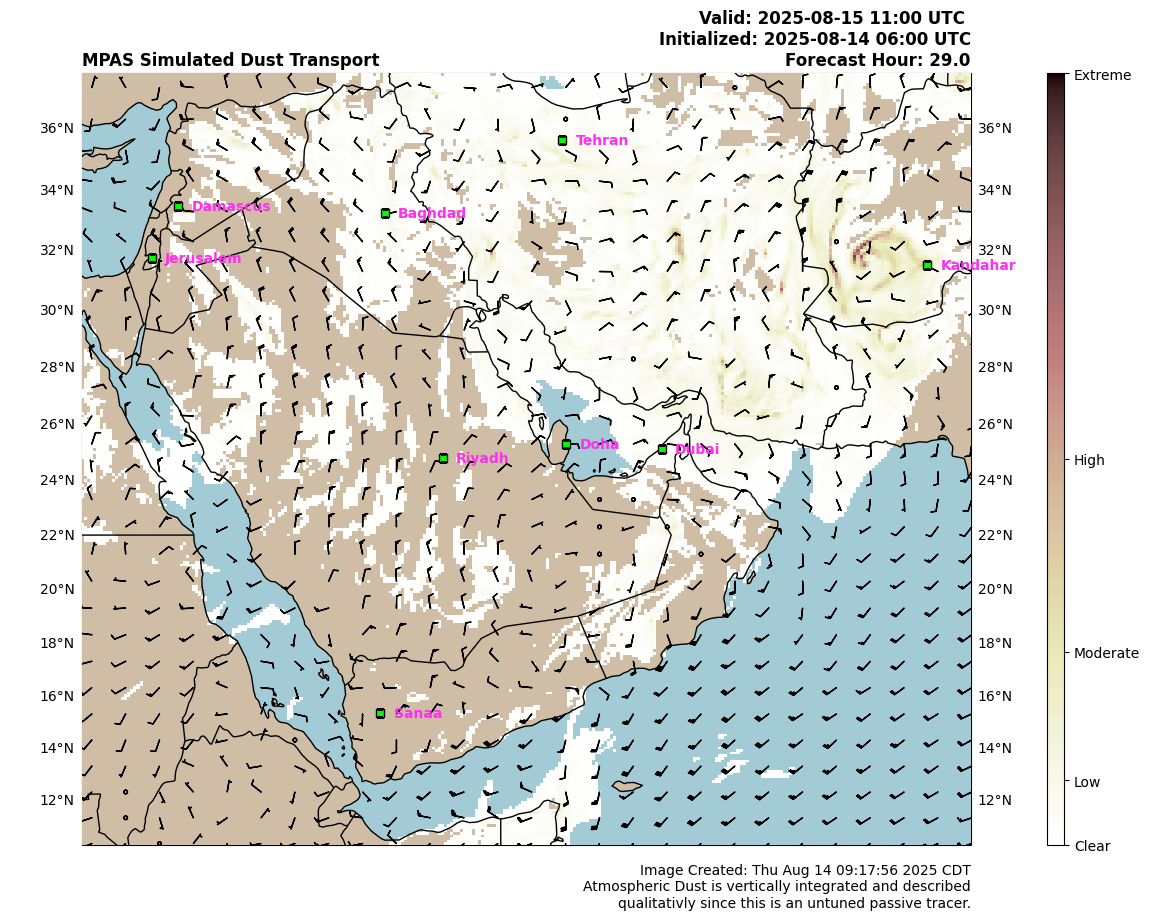 Valid: 2025-08-15 11:00 UTC
Initialized: 2025-08-14 06:00 UTC
MPAS Simulated Dust Transport Forecast Hour: 29.0
Extreme
36°N 36°N
Tehran
34°N 34°N
Damascus
Baghdad
32°N 32°N
Jerusalem
Kandahar
30°N 30°N
28°N 28°N
26°N 26°N
Doha
Dubai
Riyadh
High
24°N 24°N
22°N 22°N
20°N 20°N
18°N 18°N
Moderate
16°N 16°N
Sanaa
14°N 14°N
Low
12°N 12°N
Clear
Image Created: Thu Aug 14 09:17:56 2025 CDT
Atmospheric Dust is vertically integrated and described
qualitativly since this is an untuned passive tracer.